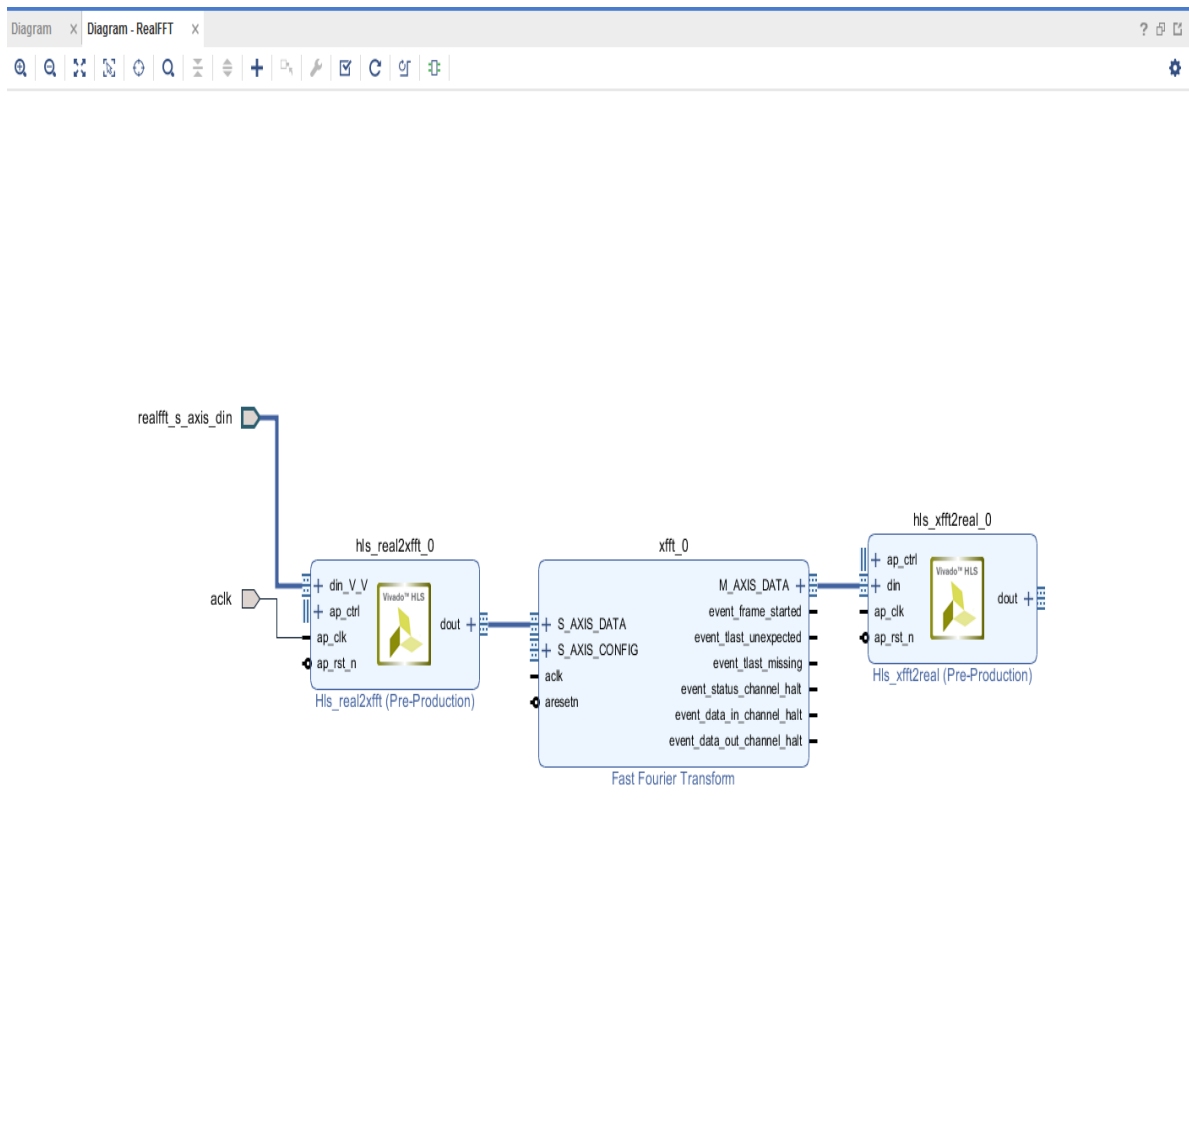 Diagram
Diagram - RealFFT
realfft_s_axis_din
aclk
hls_real2xfft_0
din_V_V
ap_ctrl
ap_clk
ap_rst_n
Vivado™ HLS
dout
Hls_real2xfft (Pre-Production)
xfft_0
S_AXIS_DATA
S_AXIS_CONFIG
aclk
aresetn
M_AXIS_DATA
event_frame_started
event_tlast_unexpected
event_tlast_missing
event_status_channel_halt
event_data_in_channel_halt
event_data_out_channel_halt
Fast Fourier Transform
hls_xfft2real_0
ap_ctrl
din
ap_clk
ap_rst_n
Vivado™ HLS
dout
Hls_xfft2real (Pre-Production)